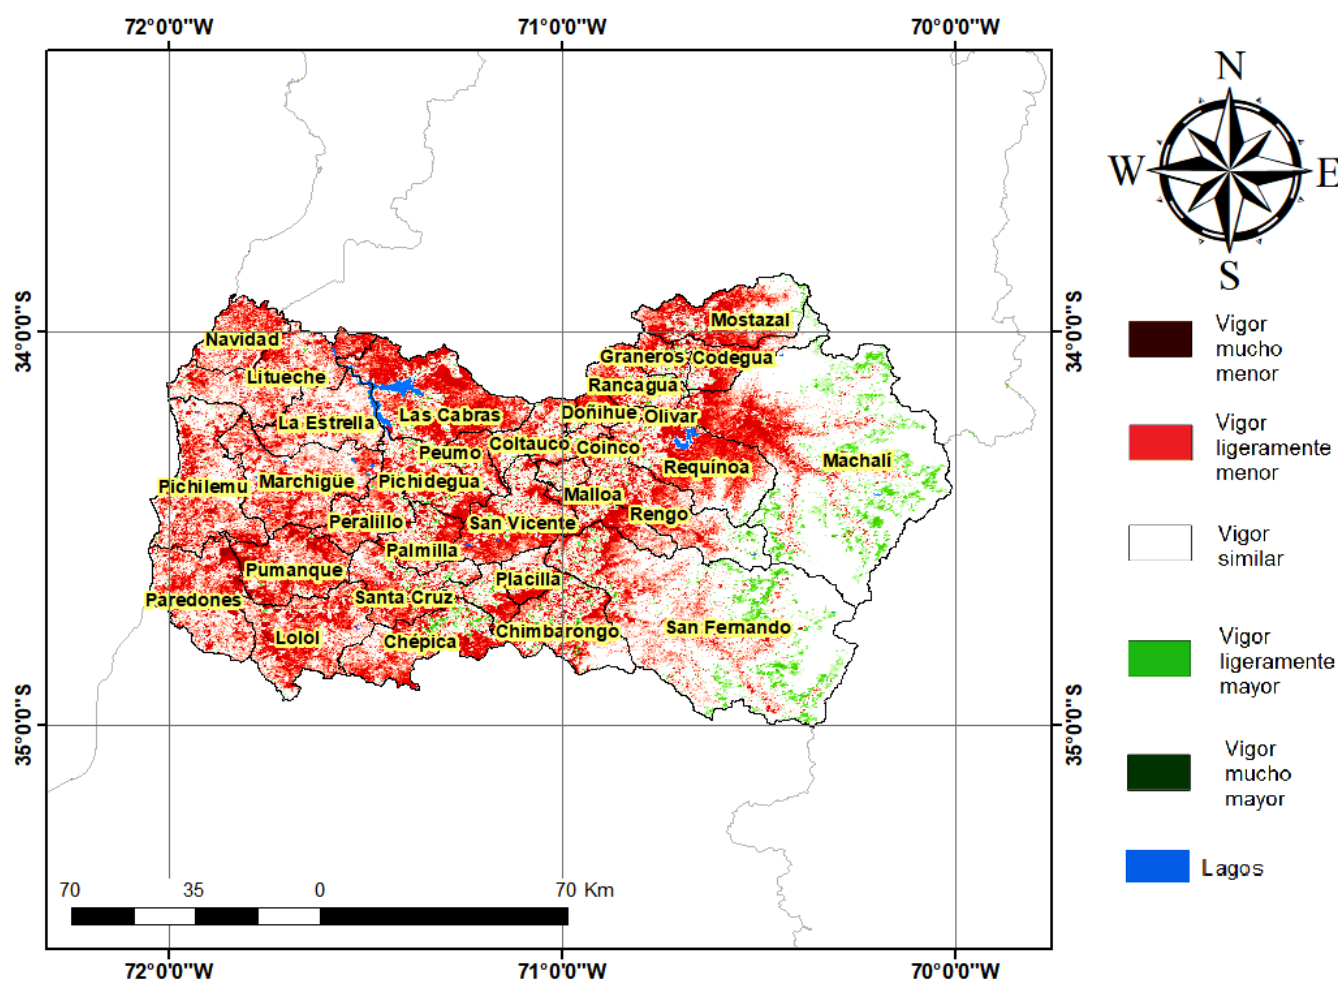 72°0'0"W
71°0'0"W
70°0'0"W
N
W
E
S
34°0'0"S
34°0'0"S
Mostazal
Navidad
Graneros
Codegua
Litueche
Rancagua
La Estrella
Las Cabras
Doñihue
Olivar
Coltauco
Coinco
Peumo
Requínoa
Machalí
Pichilemu
Marchigüe
Pichidegua
Malloa
Peralillo
San Vicente
Rengo
Palmilla
Pumanque
Placilla
Paredones
Santa Cruz
Lolol
Chépica
Chimbarongo
San Fernando
35°0'0"S
35°0'0"S
70
35
0
70 Km
72°0'0"W
71°0'0"W
70°0'0"W
Vigor
mucho
menor
Vigor
ligeramente
menor
Vigor
similar
Vigor
ligeramente
mayor
Vigor
mucho
mayor
Lagos